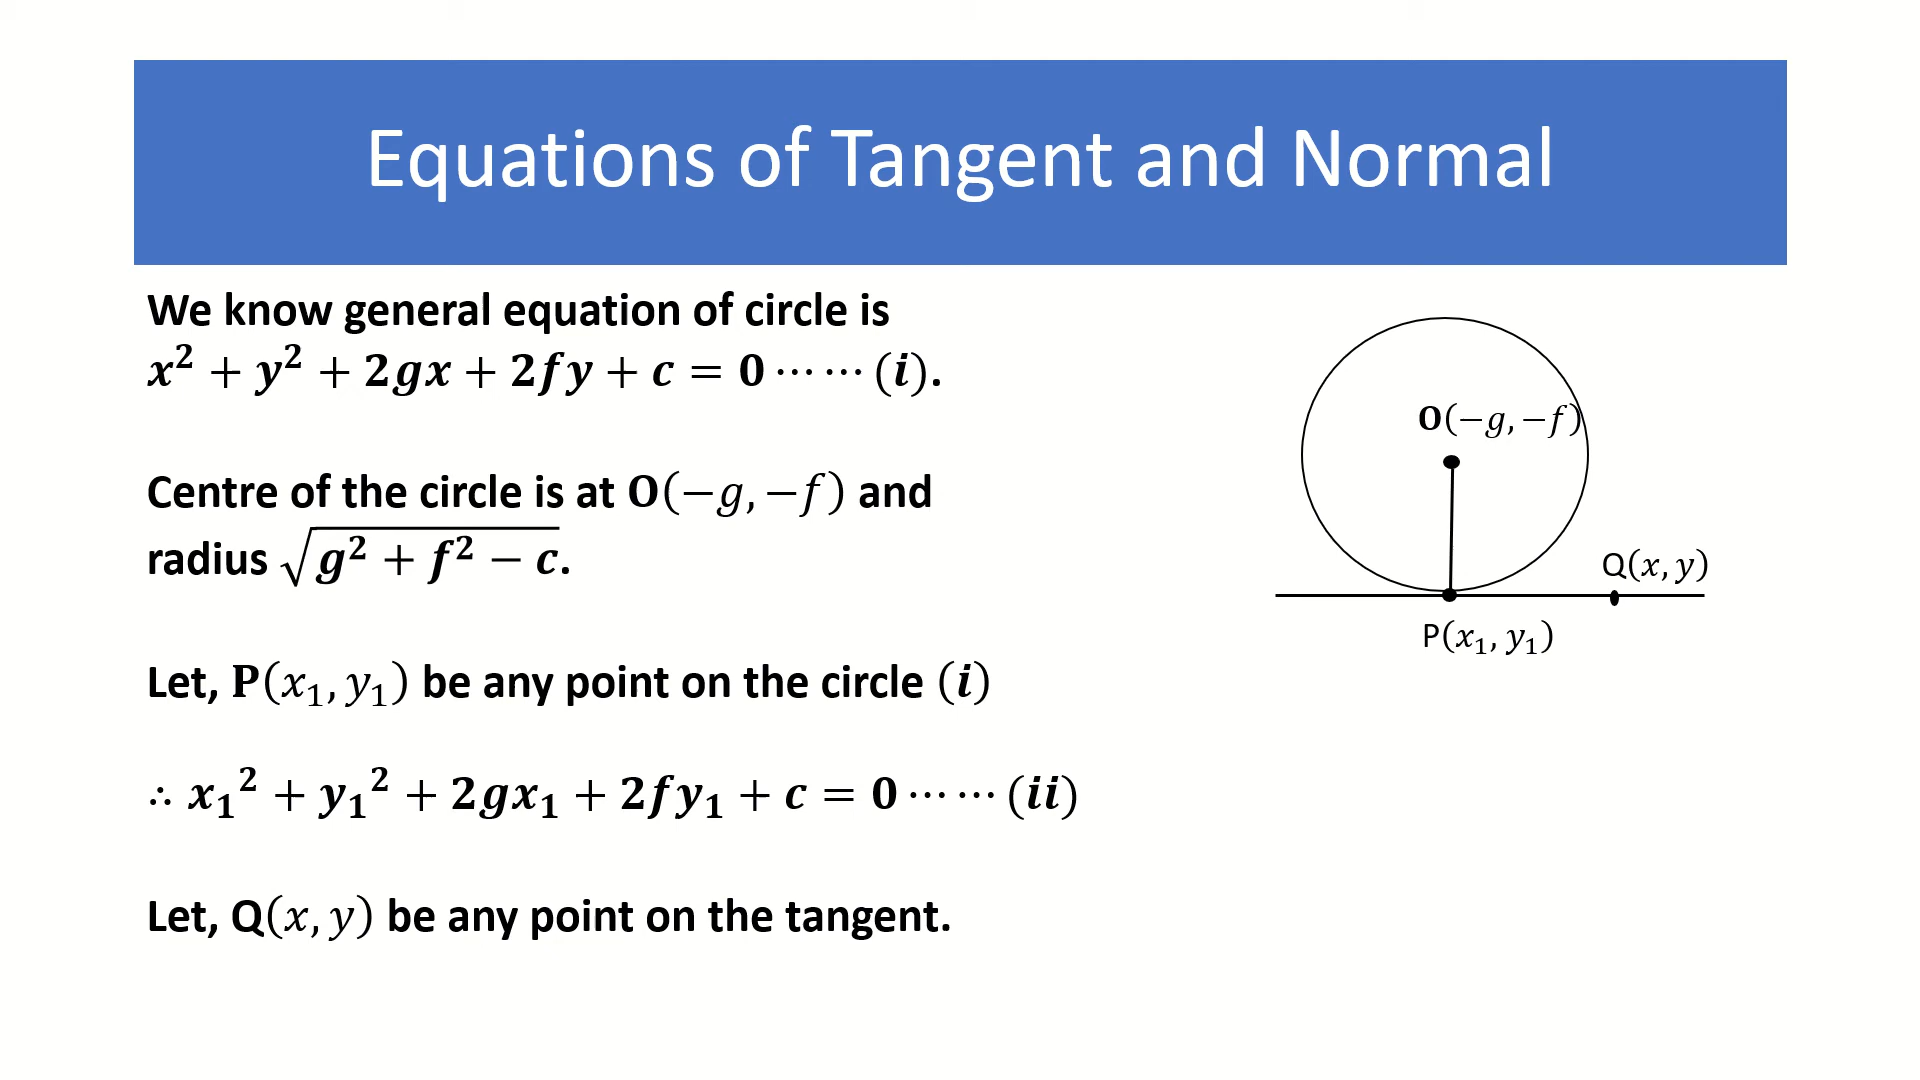 Equations of Tangent and Normal
We know general equation of circle is
x² + y² + 2gx + 2fy + c = 0 ⋯ ⋯ (i).
Centre of the circle is at O(−g, −f) and
radius √(g² + f² − c).
Let, P(x₁, y₁) be any point on the circle (i)
∴ x₁² + y₁² + 2gx₁ + 2fy₁ + c = 0 ⋯ ⋯ (ii)
Let, Q(x, y) be any point on the tangent.
O(−g, −f)
Q(x, y)
P(x₁, y₁)